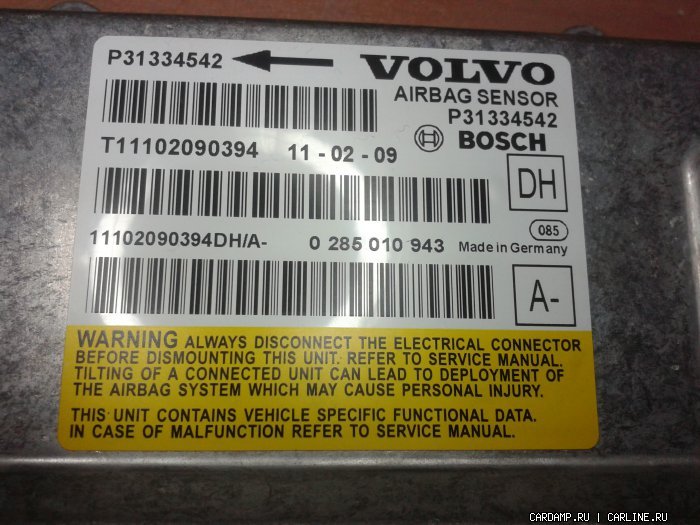 P31334542
VOLVO
AIRBAG SENSOR
P31334542
T11102090394 11 - 02 - 09
BOSCH
DH
11102090394DH/A- 0 285 010 943
085
Made in Germany
A-
WARNING ALWAYS DISCONNECT THE ELECTRICAL CONNECTOR
BEFORE DISMOUNTING THIS UNIT. REFER TO SERVICE MANUAL.
TILTING OF A CONNECTED UNIT CAN LEAD TO DEPLOYMENT OF
THE AIRBAG SYSTEM WHICH MAY CAUSE PERSONAL INJURY.
THIS UNIT CONTAINS VEHICLE SPECIFIC FUNCTIONAL DATA.
IN CASE OF MALFUNCTION REFER TO SERVICE MANUAL.
CARDAMP.RU | CARLINE.RU